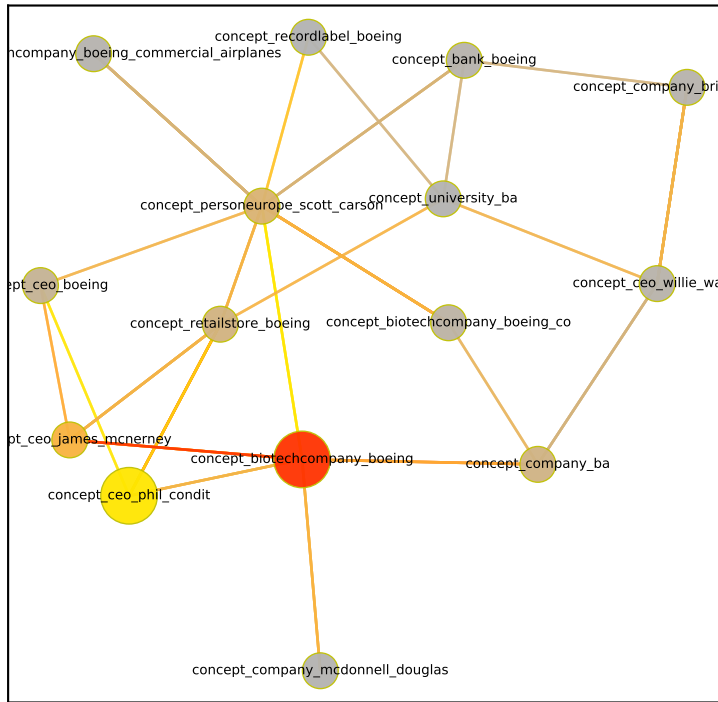 concept_recordlabel_boeing
ncompany_boeing_commercial_airplanes
concept_bank_boeing
concept_company_bri
concept_personeurope_scott_carson
concept_university_ba
ept_ceo_boeing
concept_ceo_willie_wa
concept_retailstore_boeing
concept_biotechcompany_boeing_co
pt_ceo_james_mcnerney
concept_biotechcompany_boeing
concept_company_ba
concept_ceo_phil_condit
concept_company_mcdonnell_douglas